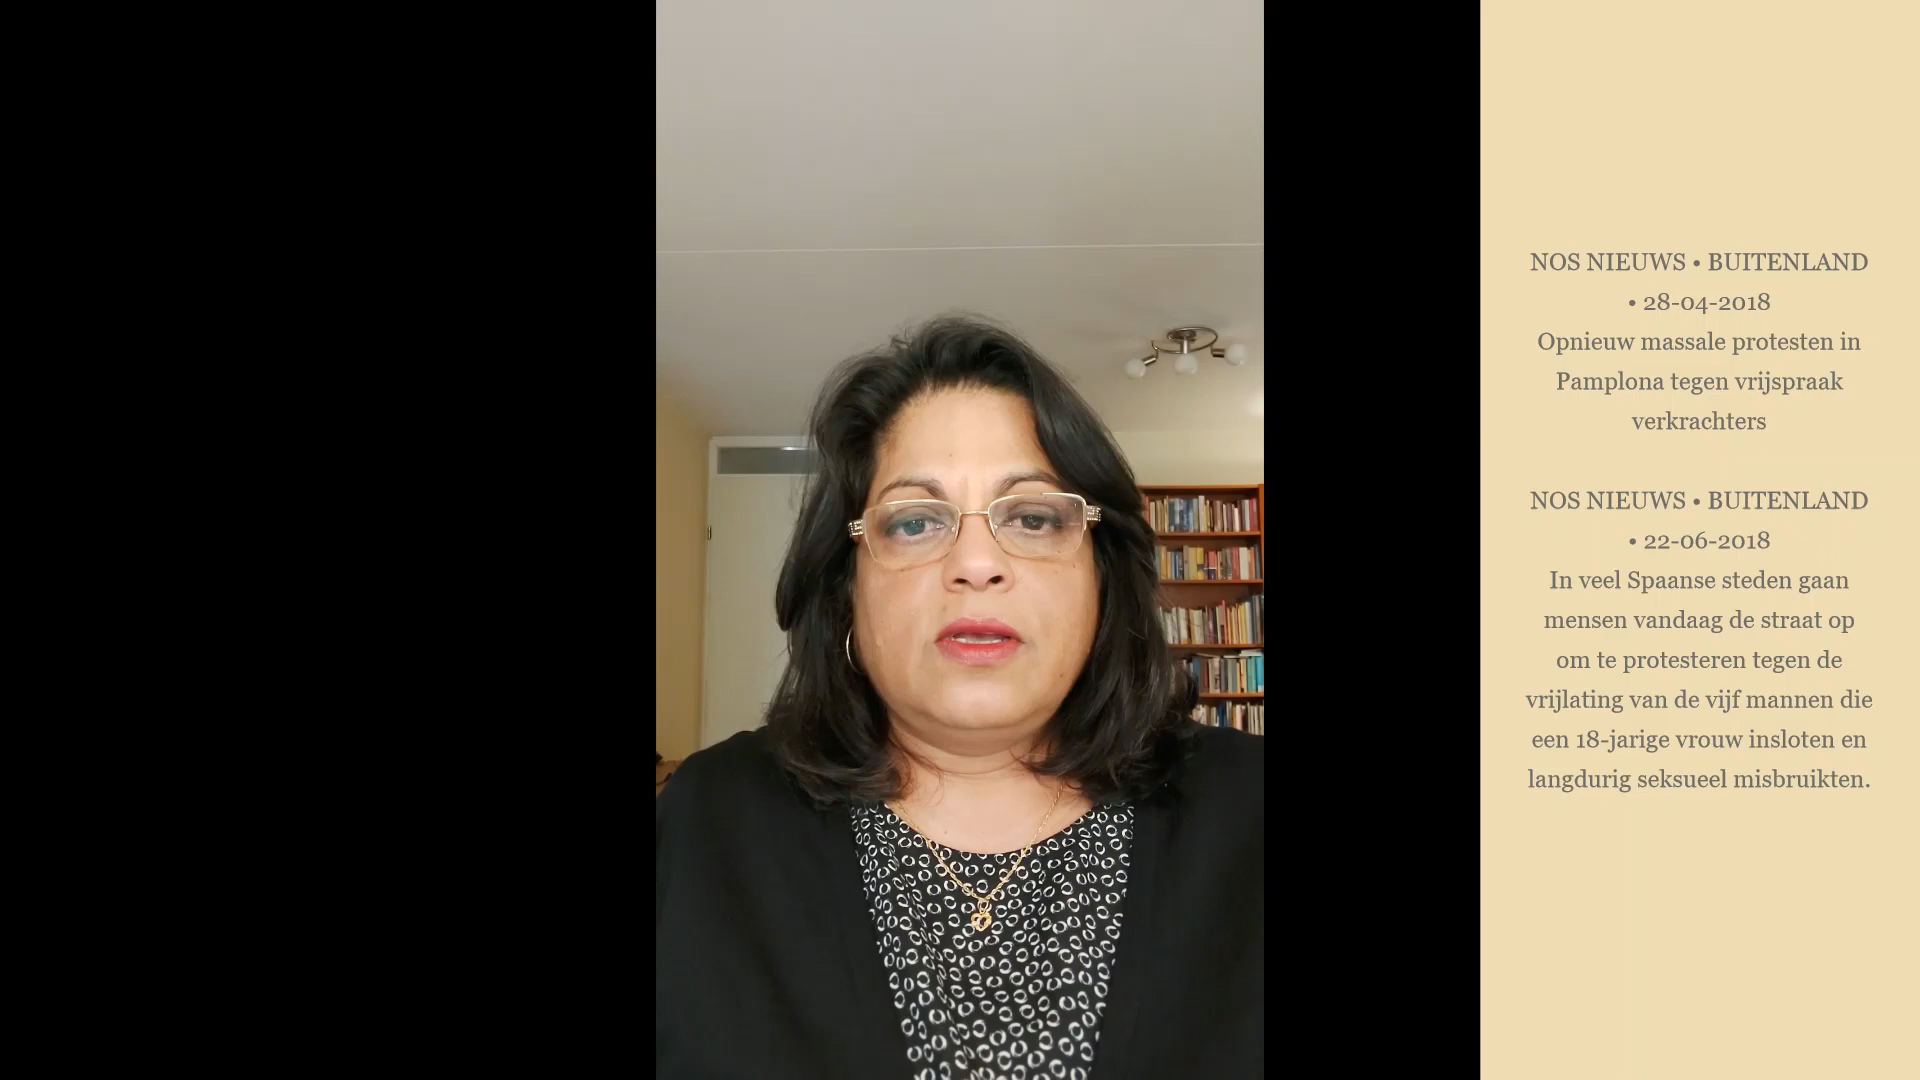 NOS NIEUWS • BUITENLAND
• 28-04-2018
Opnieuw massale protesten in
Pamplona tegen vrijspraak
verkrachters
NOS NIEUWS • BUITENLAND
• 22-06-2018
In veel Spaanse steden gaan
mensen vandaag de straat op
om te protesteren tegen de
vrijlating van de vijf mannen die
een 18-jarige vrouw insloten en
langdurig seksueel misbruikten.